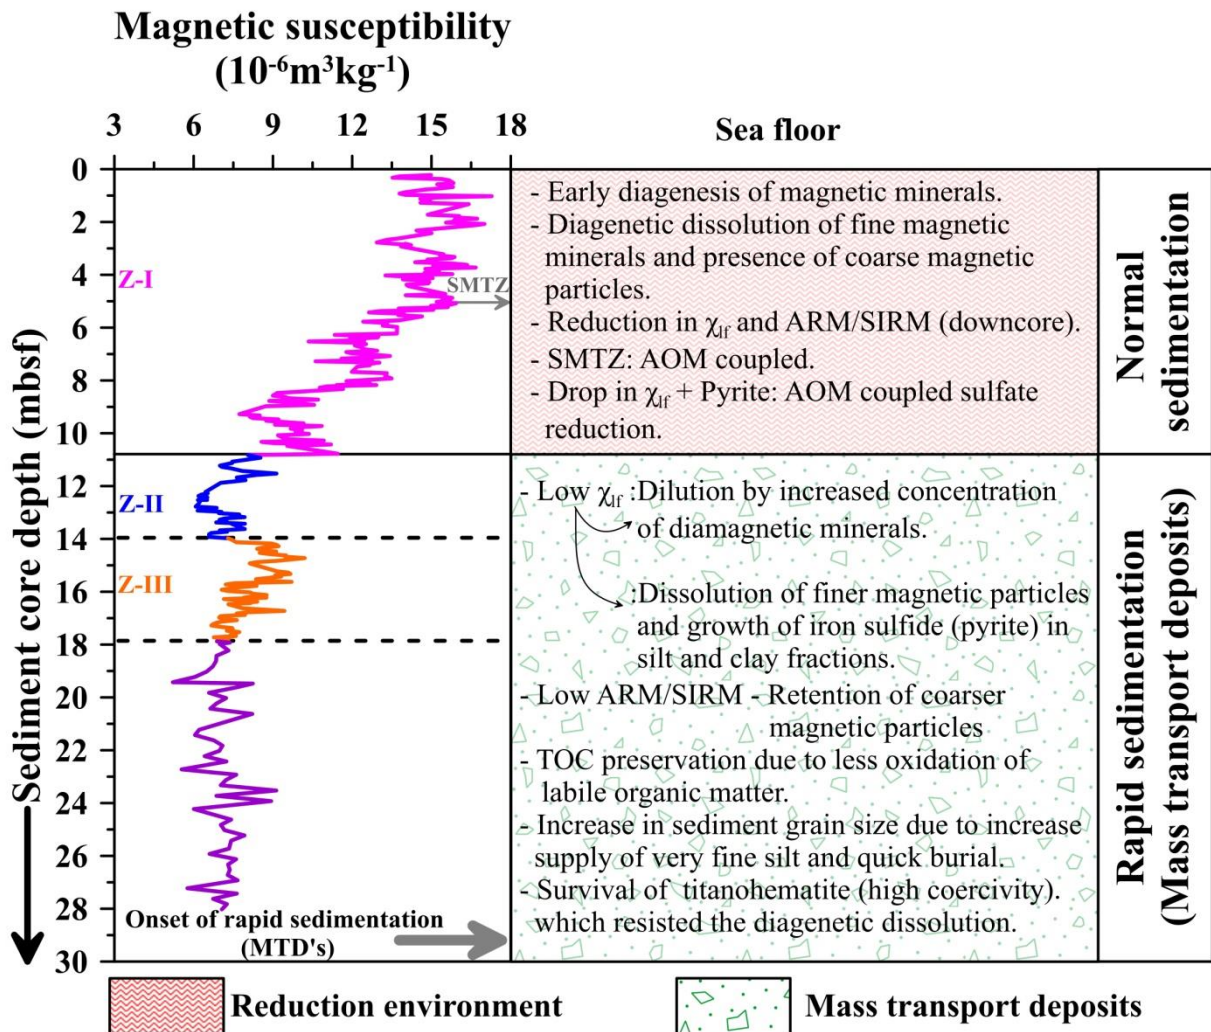 Magnetic susceptibility
(10⁻⁶m³kg⁻¹)
3 6 9 12 15 18
Sea floor
0
2
4
6
8
10
12
14
16
18
20
22
24
26
28
30
Sediment core depth (mbsf)
Z-I
SMTZ
Z-II
Z-III
Onset of rapid sedimentation
(MTD's)
- Early diagenesis of magnetic minerals.
- Diagenetic dissolution of fine magnetic
minerals and presence of coarse magnetic
particles.
- Reduction in χlf and ARM/SIRM (downcore).
- SMTZ: AOM coupled.
- Drop in χlf + Pyrite: AOM coupled sulfate
reduction.
Normal
sedimentation
- Low χlf :Dilution by increased concentration
of diamagnetic minerals.
:Dissolution of finer magnetic particles
and growth of iron sulfide (pyrite) in
silt and clay fractions.
- Low ARM/SIRM - Retention of coarser
magnetic particles
- TOC preservation due to less oxidation of
labile organic matter.
- Increase in sediment grain size due to increase
supply of very fine silt and quick burial.
- Survival of titanohematite (high coercivity).
which resisted the diagenetic dissolution.
Rapid sedimentation
(Mass transport deposits)
Reduction environment
Mass transport deposits